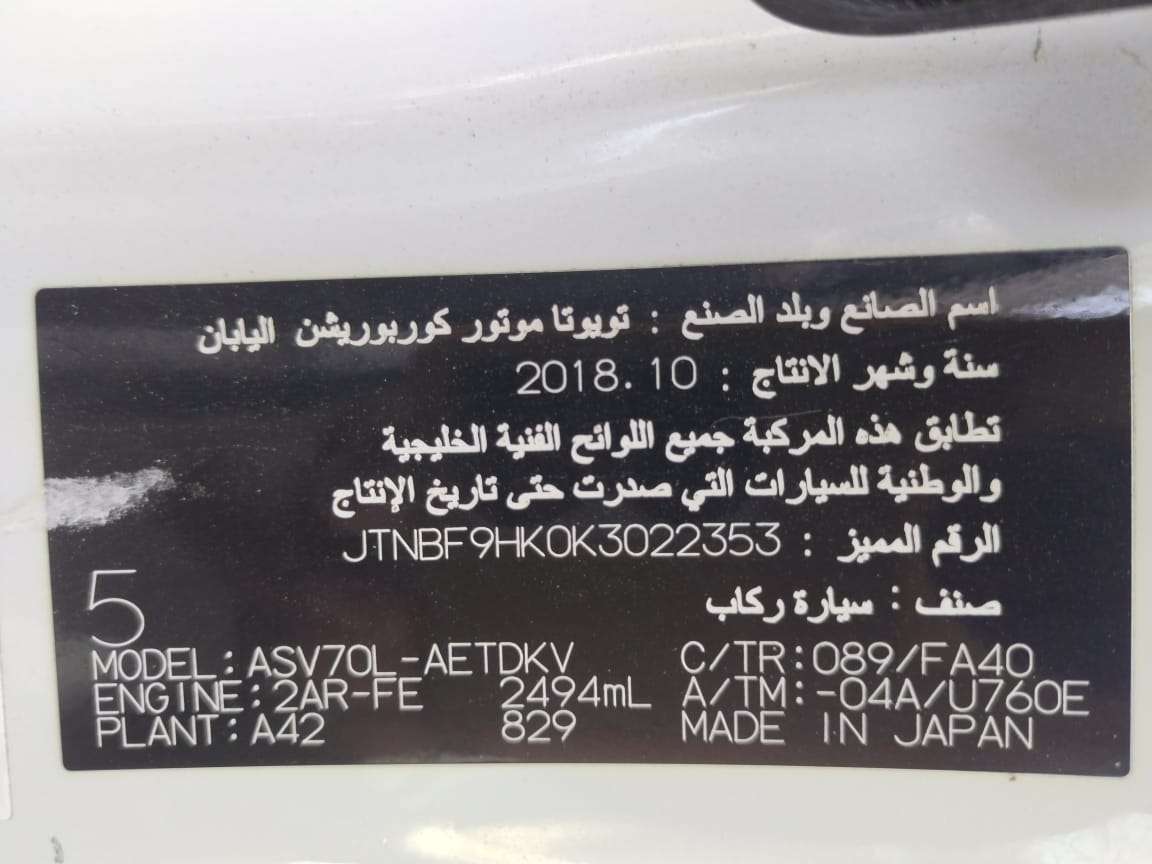 اسم الصانع وبلد الصنع : تويوتا موتور كوربوريشن اليابان
سنة وشهر الانتاج : 2018.10
تطابق هذه المركبة جميع اللوائح الفنية الخليجية
والوطنية للسيارات التي صدرت حتى تاريخ الإنتاج
الرقم المميز : JTNBF9HK0K3022353
صنف : سيارة ركاب
5
MODEL: ASV70L-AETDKV C/TR: 089/FA40
ENGINE: 2AR-FE 2494mL A/TM: -04A/U760E
PLANT: A42 829 MADE IN JAPAN